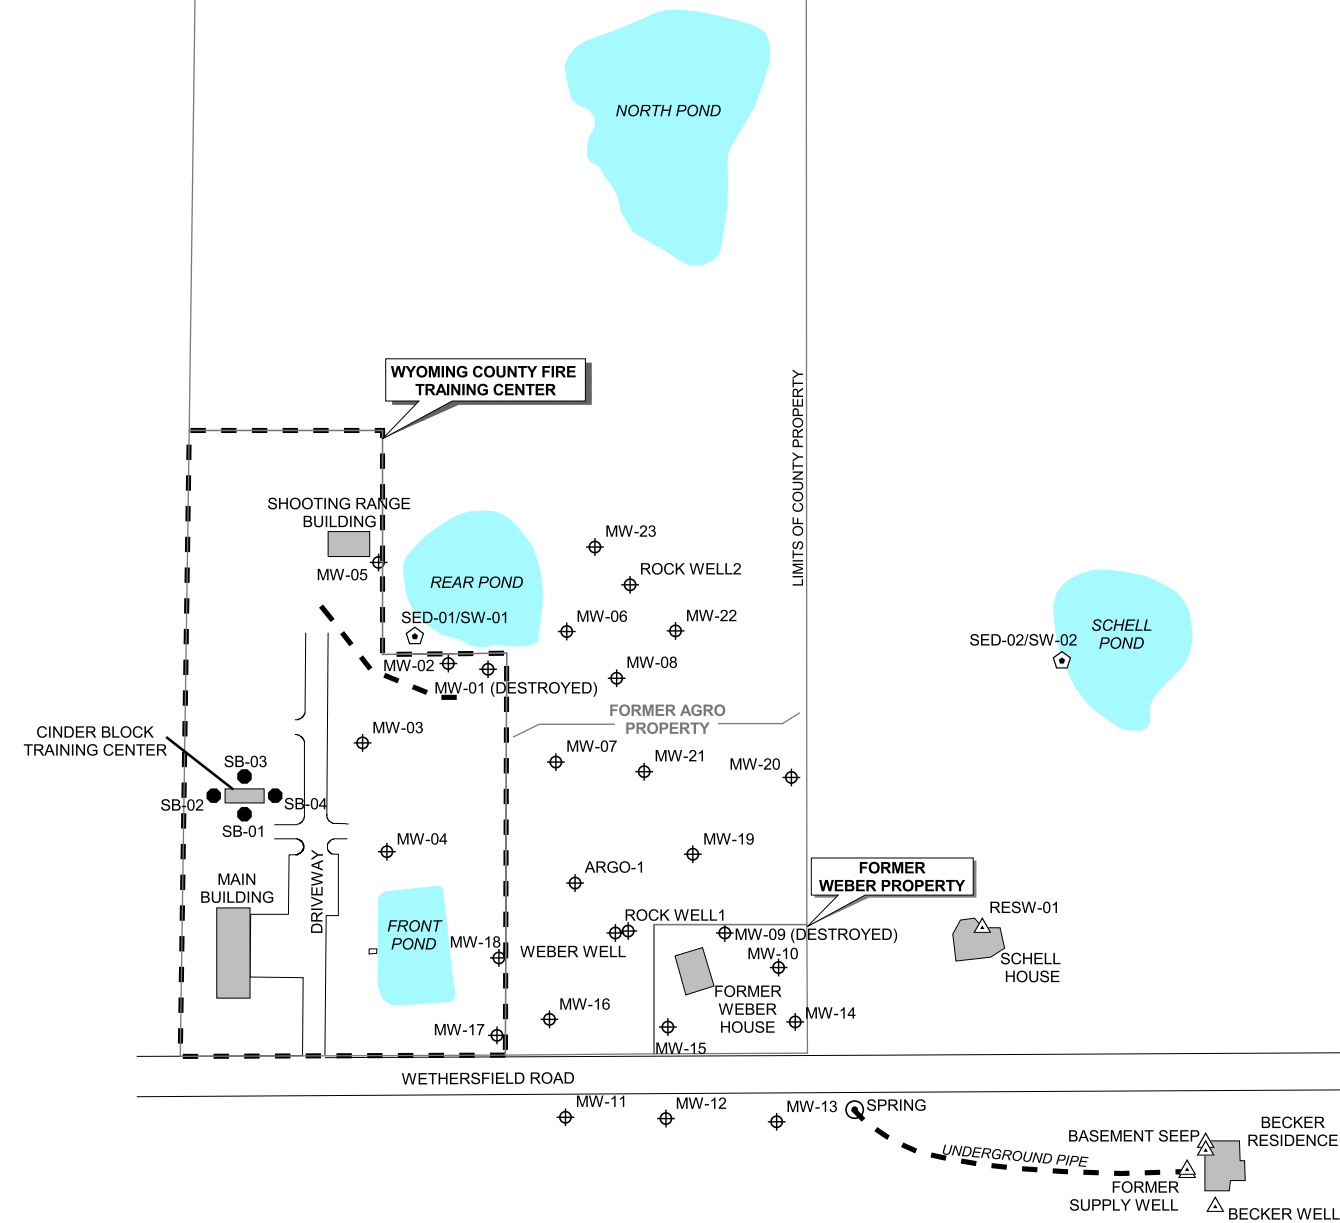 NORTH POND
WYOMING COUNTY FIRE
TRAINING CENTER
LIMITS OF COUNTY PROPERTY
SHOOTING RANGE
BUILDING
MW-05
REAR POND
SED-01/SW-01
MW-23
ROCK WELL2
MW-06
MW-22
MW-08
SCHELL
POND
SED-02/SW-02
MW-02
MW-01 (DESTROYED)
FORMER AGRO
PROPERTY
MW-03
CINDER BLOCK
TRAINING CENTER
MW-07
MW-21
MW-20
SB-03
SB-02
SB-04
SB-01
MW-04
MW-19
ARGO-1
FORMER
WEBER PROPERTY
MAIN
BUILDING
DRIVEWAY
FRONT
POND
MW-18
ROCK WELL1
WEBER WELL
MW-09 (DESTROYED)
MW-10
RESW-01
SCHELL
HOUSE
FORMER
WEBER
HOUSE
MW-16
MW-14
MW-17
MW-15
WETHERSFIELD ROAD
MW-11
MW-12
MW-13
SPRING
UNDERGROUND PIPE
BASEMENT SEEP
BECKER
RESIDENCE
FORMER
SUPPLY WELL
BECKER WELL